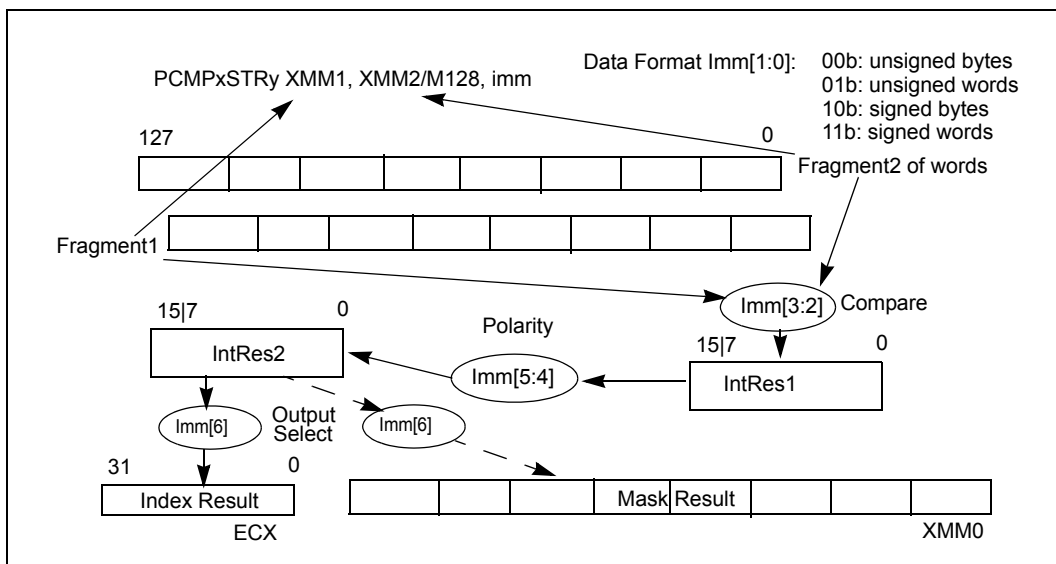 Data Format Imm[1:0]: 00b: unsigned bytes
01b: unsigned words
10b: signed bytes
11b: signed words
PCMPxSTRy XMM1, XMM2/M128, imm
127 0
Fragment2 of words
Fragment1
Imm[3:2] Compare
15|7 0
Polarity
15|7 0
IntRes2
Imm[5:4]
IntRes1
Imm[6]
Output
Select
Imm[6]
31 0
Index Result
Mask Result
ECX
XMM0